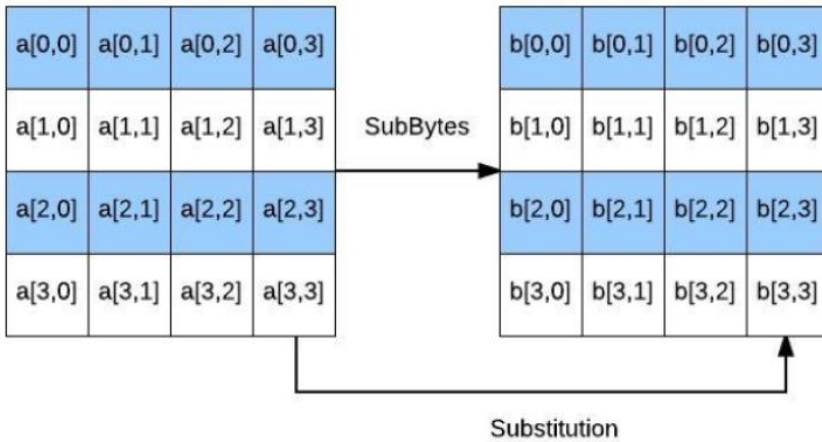 a[0,0] a[0,1] a[0,2] a[0,3] b[0,0] b[0,1] b[0,2] b[0,3]
a[1,0] a[1,1] a[1,2] a[1,3] SubBytes b[1,0] b[1,1] b[1,2] b[1,3]
a[2,0] a[2,1] a[2,2] a[2,3] b[2,0] b[2,1] b[2,2] b[2,3]
a[3,0] a[3,1] a[3,2] a[3,3] b[3,0] b[3,1] b[3,2] b[3,3]
Substitution